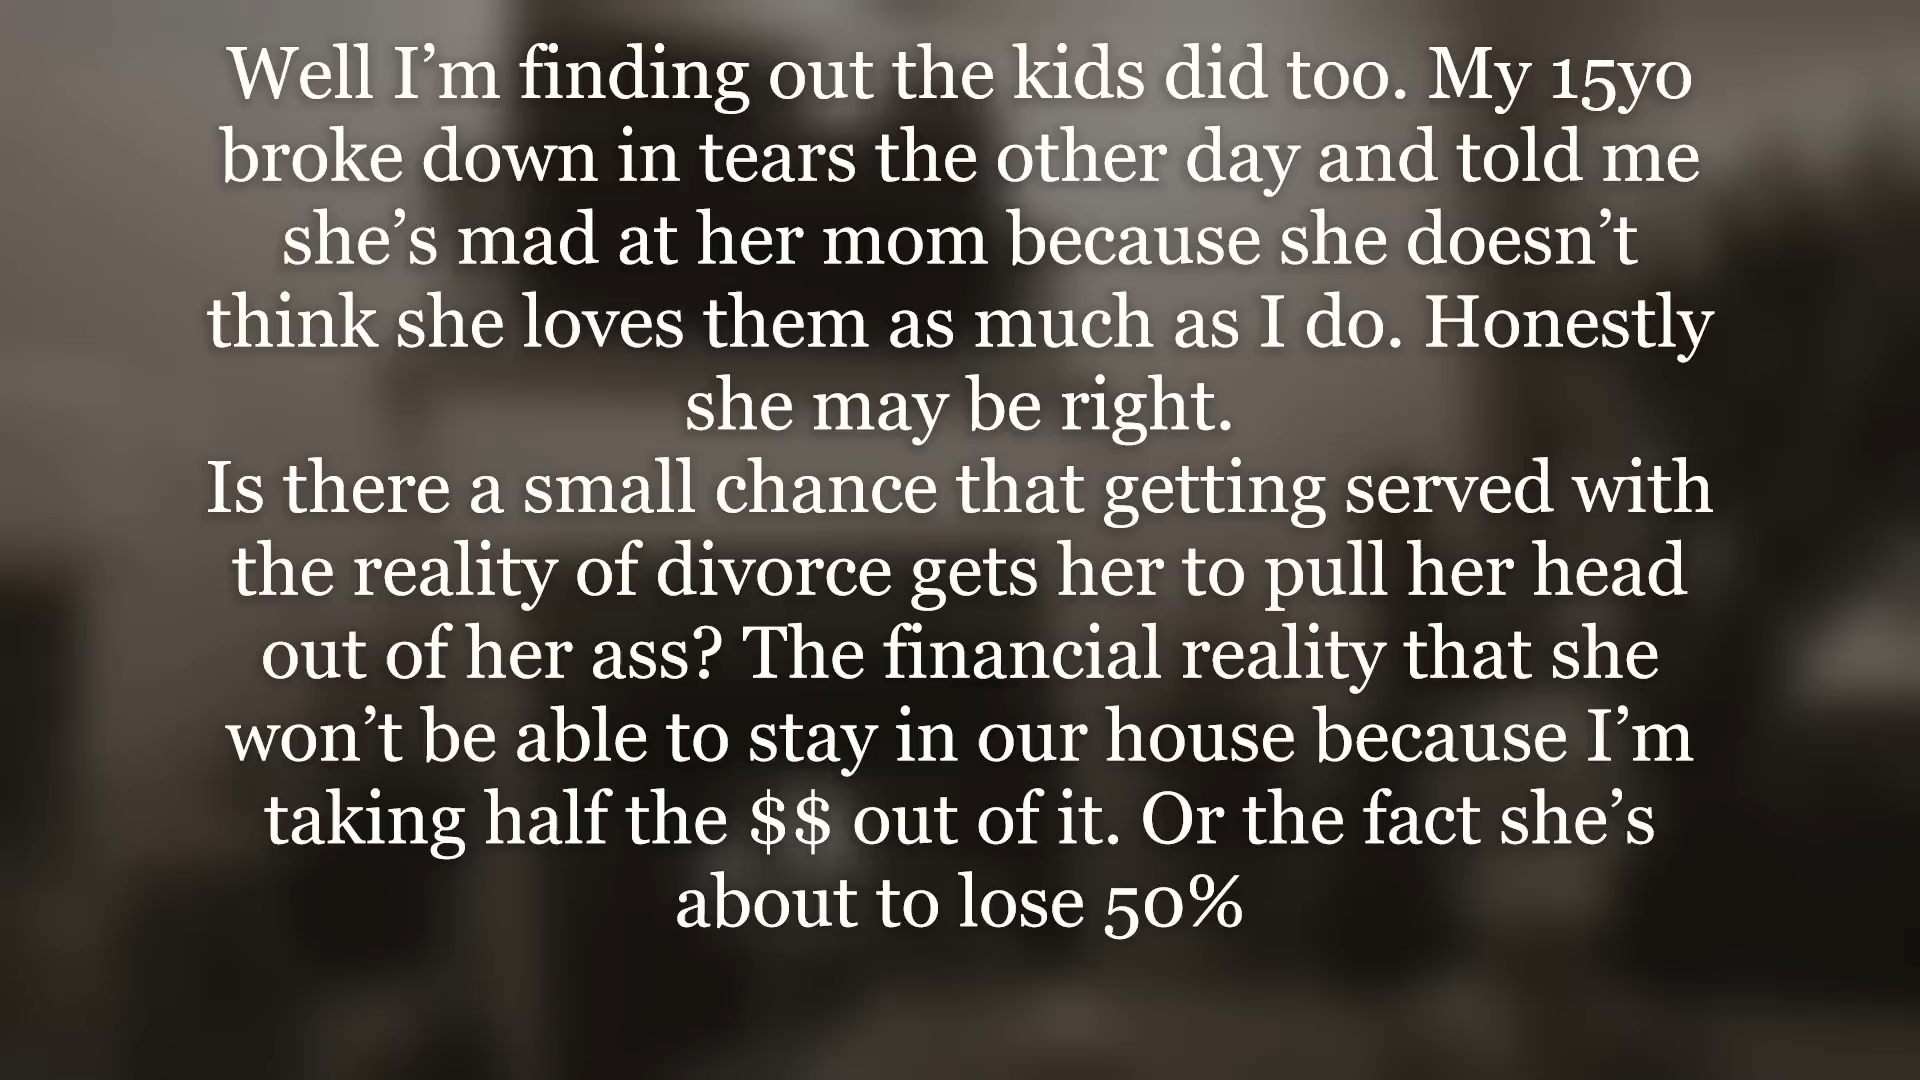 Well I’m finding out the kids did too. My 15yo
broke down in tears the other day and told me
she’s mad at her mom because she doesn’t
think she loves them as much as I do. Honestly
she may be right.
Is there a small chance that getting served with
the reality of divorce gets her to pull her head
out of her ass? The financial reality that she
won’t be able to stay in our house because I’m
taking half the $$ out of it. Or the fact she’s
about to lose 50%